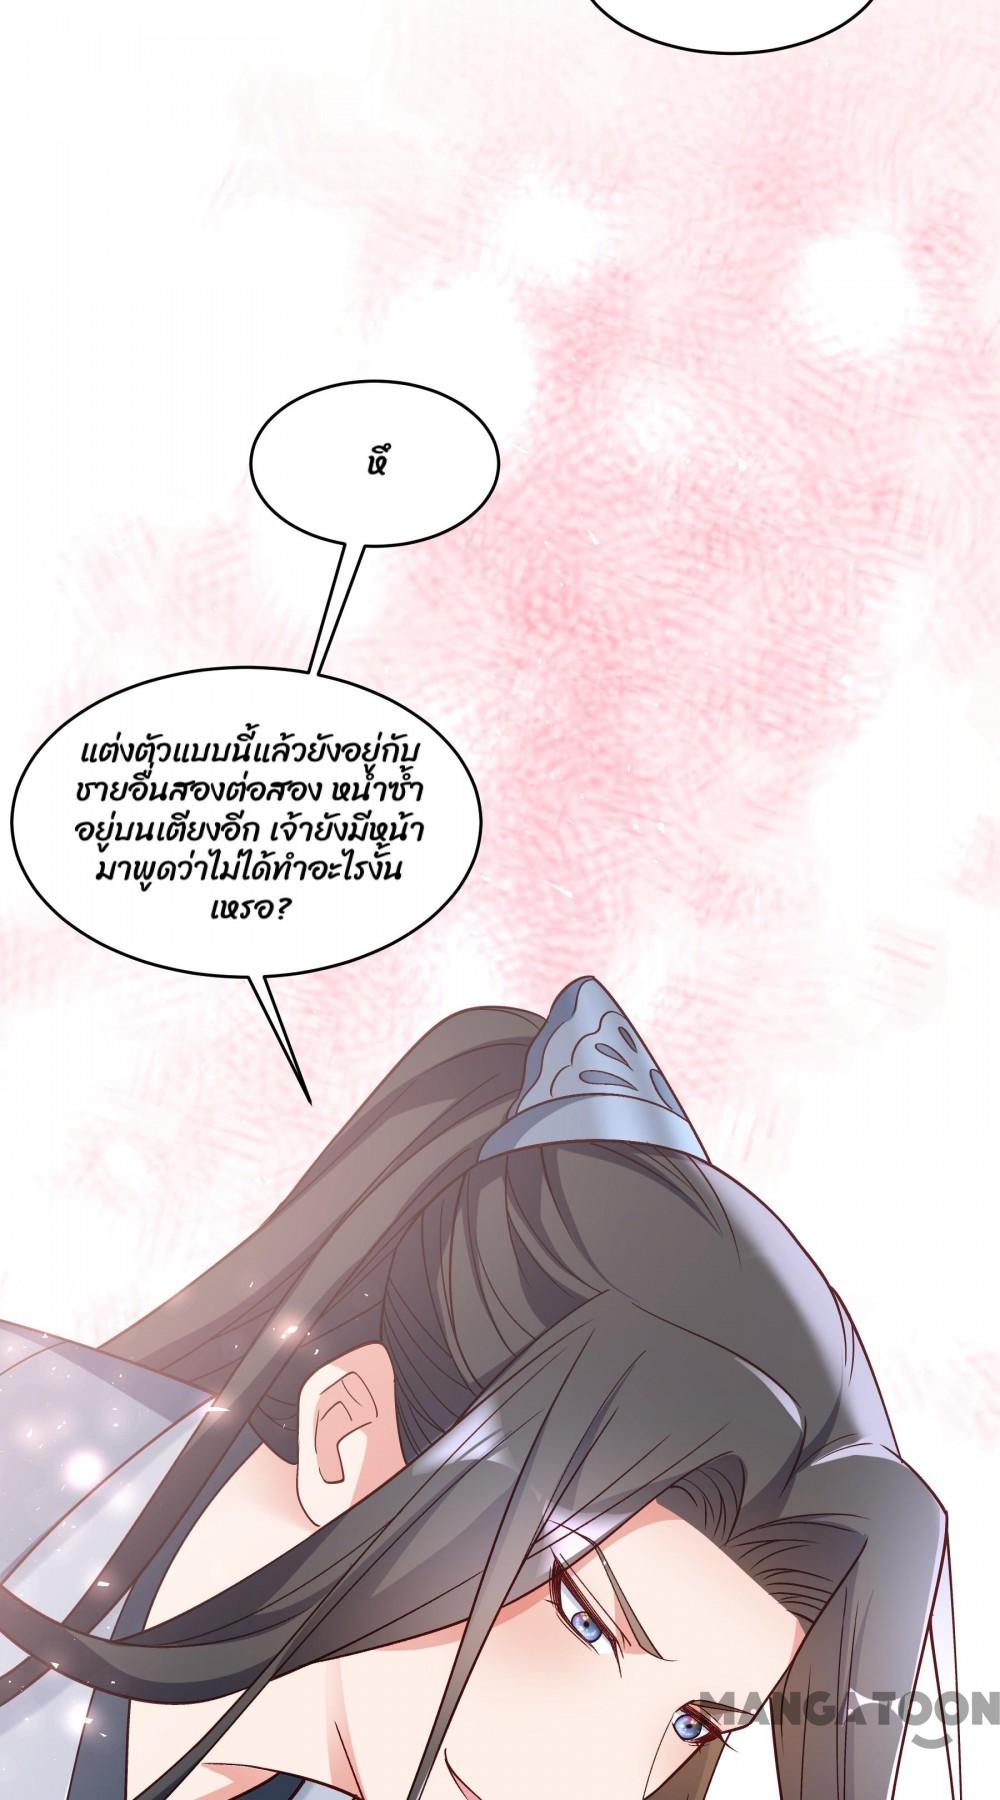 หึ
แต่งตัวแบบนี้แล้วยังอยู่กับ
ชายอื่นสองต่อสอง หนำซ้ำ
อยู่บนเตียงอีก เจ้ายังมีหน้า
มาพูดว่าไม่ได้ทำอะไรงั้น
เหรอ?
MANGATOON